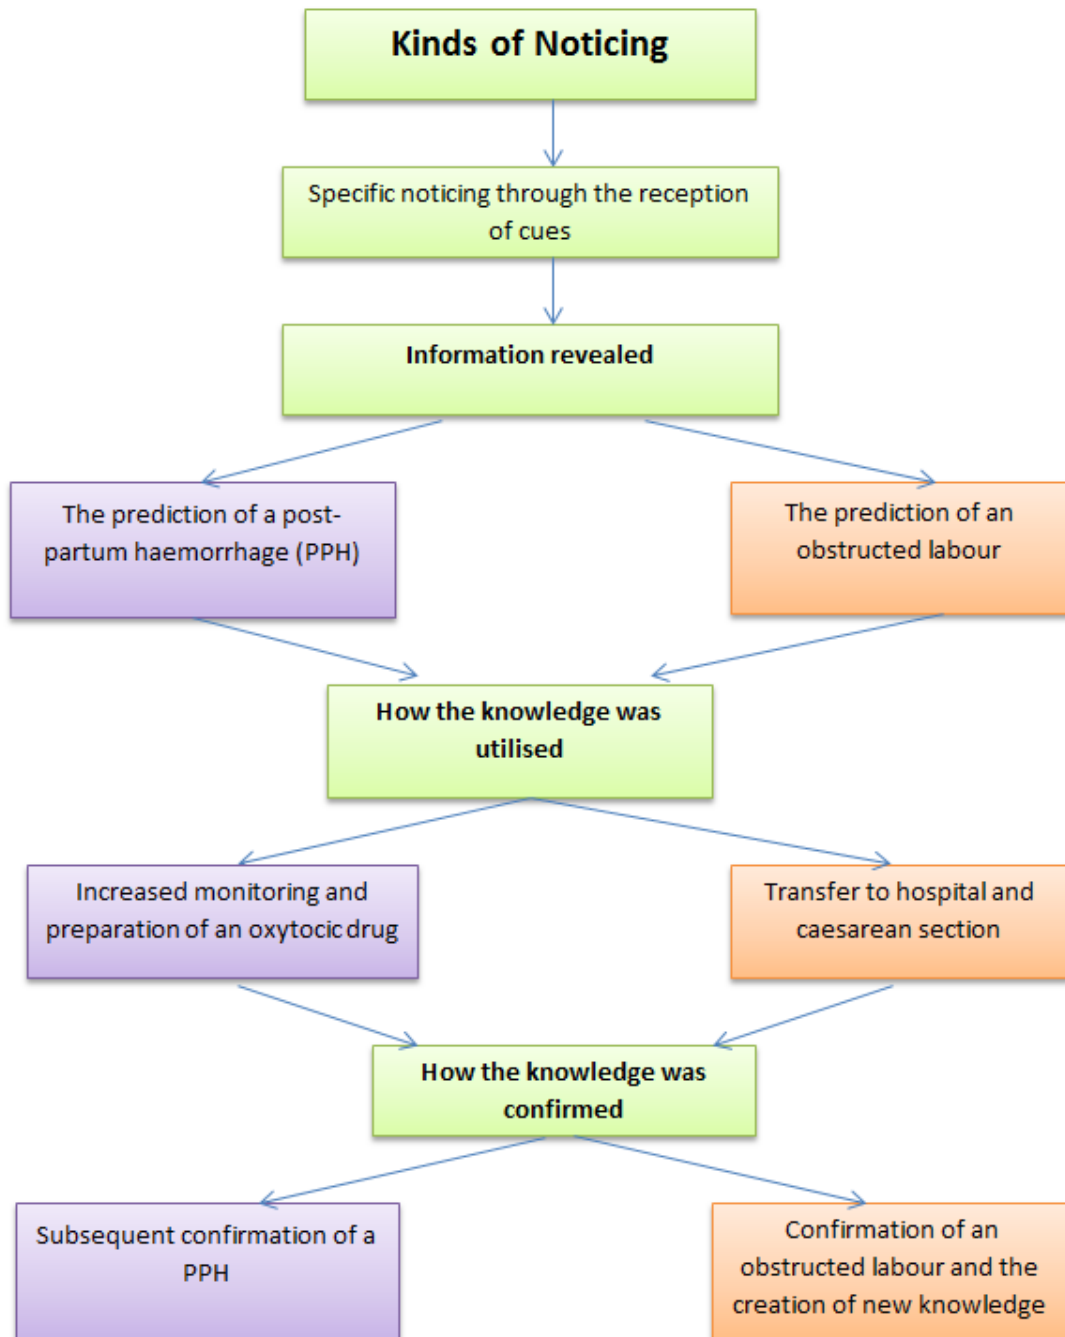 Kinds of Noticing
Specific noticing through the reception
of cues
Information revealed
The prediction of a post-
partum haemorrhage (PPH)
The prediction of an
obstructed labour
How the knowledge was
utilised
Increased monitoring and
preparation of an oxytocic drug
Transfer to hospital and
caesarean section
How the knowledge was
confirmed
Subsequent confirmation of a
PPH
Confirmation of an
obstructed labour and the
creation of new knowledge